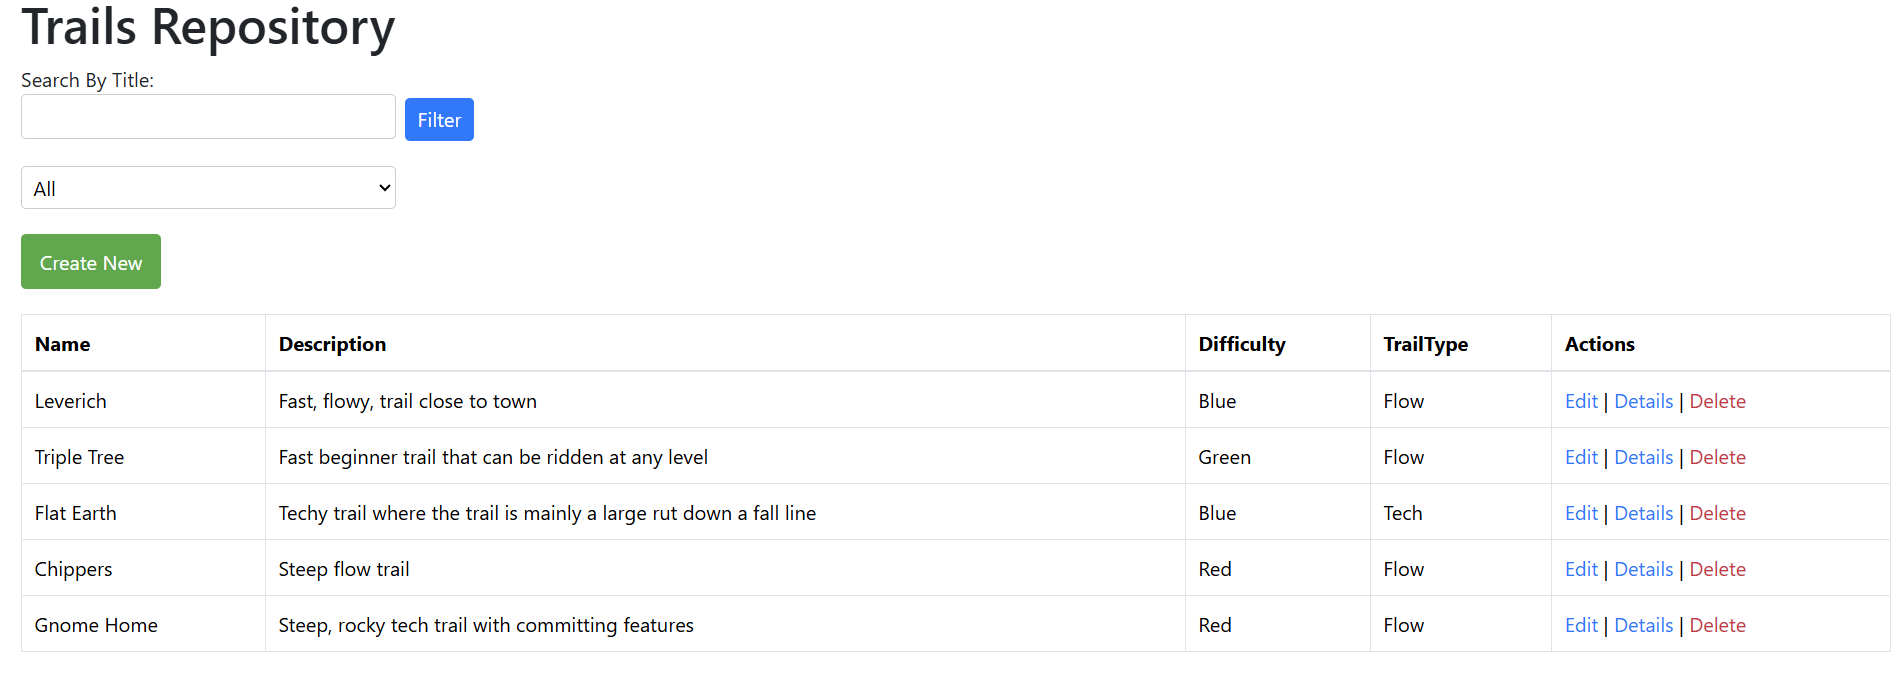 Trails Repository
Search By Title:
Filter
All
Create New
Name Description Difficulty TrailType Actions
Leverich Fast, flowy, trail close to town Blue Flow Edit | Details | Delete
Triple Tree Fast beginner trail that can be ridden at any level Green Flow Edit | Details | Delete
Flat Earth Techy trail where the trail is mainly a large rut down a fall line Blue Tech Edit | Details | Delete
Chippers Steep flow trail Red Flow Edit | Details | Delete
Gnome Home Steep, rocky tech trail with committing features Red Flow Edit | Details | Delete